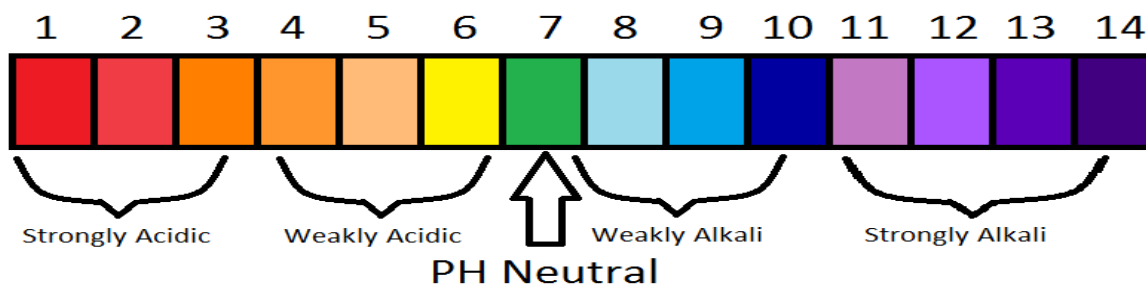 1 2 3 4 5 6 7 8 9 10 11 12 13 14
Strongly Acidic Weakly Acidic Weakly Alkali Strongly Alkali
PH Neutral